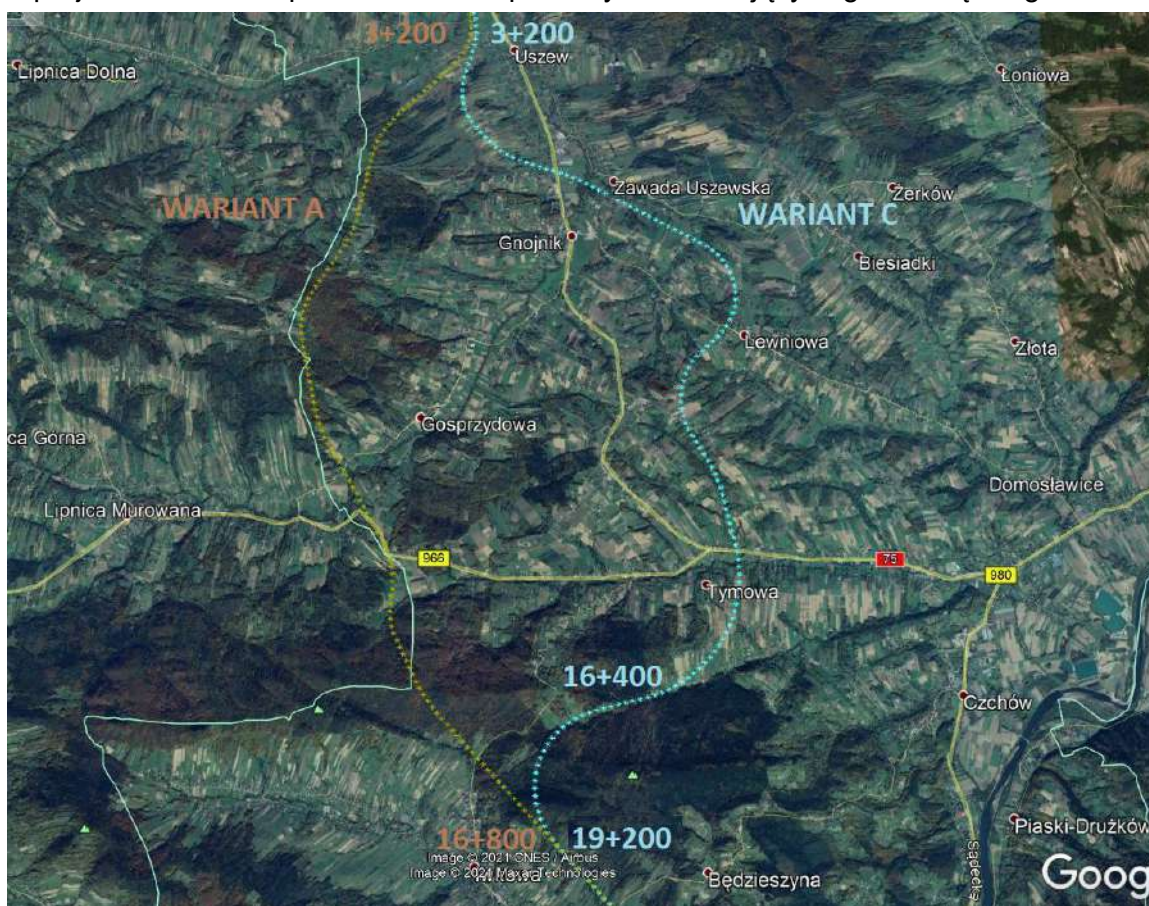 3+200 3+200
Uszew
Lipnica Dolna
Łoniowa
Zawada Uszewska
Żerków
WARIANT A
WARIANT C
Gnojnik
Biesiadki
Lewniowa
Złota
Gosprzydowa
ca Górna
Domosławice
Lipnica Murowana
966
75
980
Tymowa
16+400
Czchów
Piaski-Drużków
16+800 19+200
Sądecky
Image © 2021 CNES / Airbus
Image © 2021 Maxar Technologies
Będzieszyna
Goog